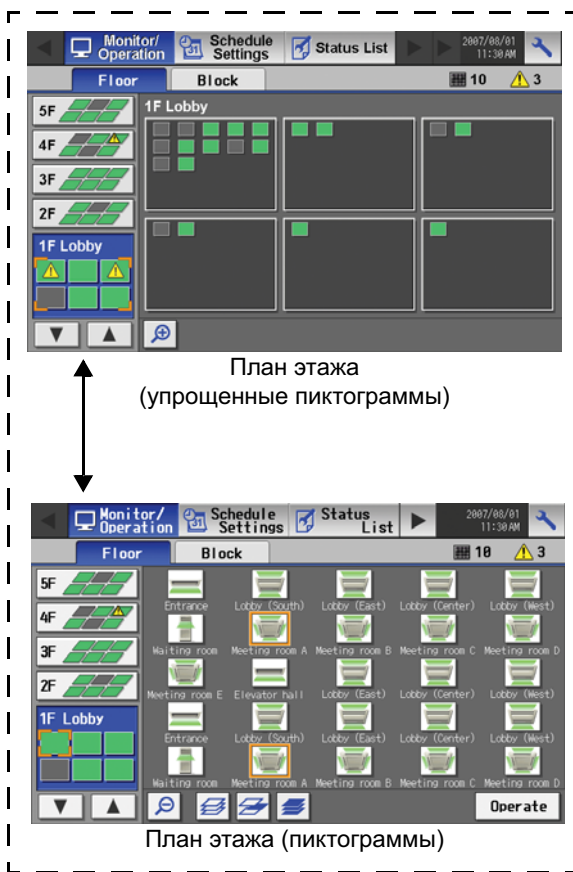 Monitor/ Operation Schedule Settings Status List 2007/08/01 11:30AM
Floor Block 10 3
5F 1F Lobby
4F
3F
2F
1F Lobby
План этажа
(упрощенные пиктограммы)
Monitor/ Operation 31 Schedule Settings Status List 2007/08/01 11:30AM
Floor Block 10 3
5F
Entrance Lobby (South) Lobby (East) Lobby (Center) Lobby (West)
4F
Waiting room Meeting room A Meeting room B Meeting room C Meeting room D
3F
2F
Meeting room E Elevator hall Lobby (East) Lobby (Center) Lobby (West)
1F Lobby
Entrance Lobby (South) Lobby (East) Lobby (Center) Lobby (West)
Waiting room Meeting room A Meeting room B Meeting room C Meeting room D
Operate
План этажа (пиктограммы)